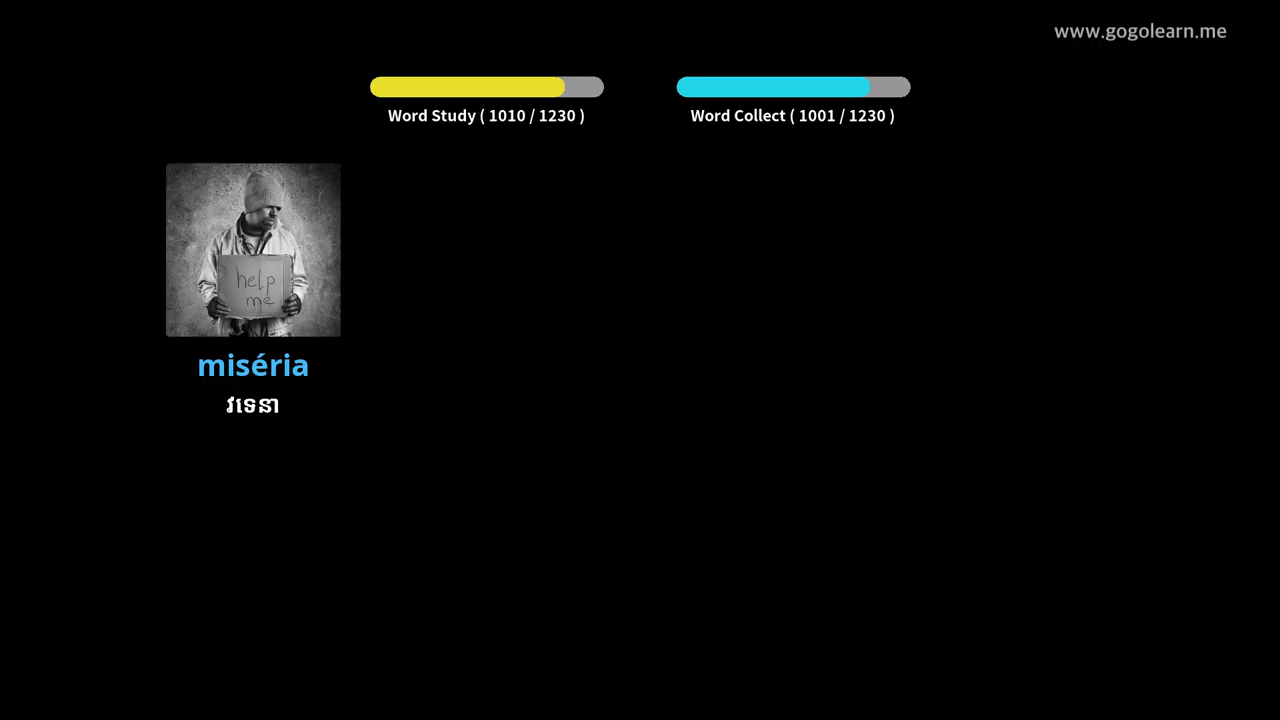 www.gogolearn.me
Word Study ( 1010 / 1230 )
Word Collect ( 1001 / 1230 )
help
me
miséria
វទេនា